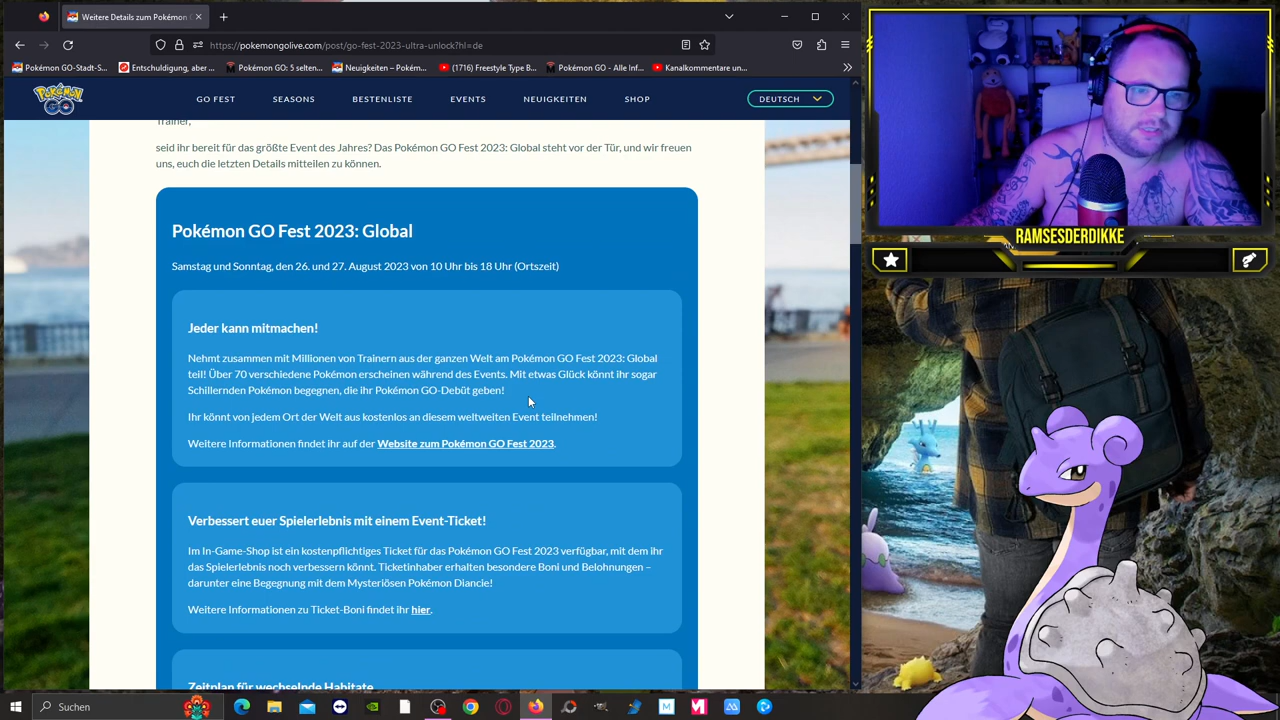 Weitere Details zum Pokémon G
https://pokemongolive.com/post/go-fest-2023-ultra-unlock?hl=de
Pokémon GO-Stadt-S...
Entschuldigung, aber ...
Pokémon GO: 5 selten...
Neuigkeiten – Pokém...
(1716) Freestyle Type B...
Pokémon GO - Alle Inf...
Kanalkommentare un...
POKÉMON GO
GO FEST
SEASONS
BESTENLISTE
EVENTS
NEUIGKEITEN
SHOP
DEUTSCH
Trainer,
seid ihr bereit für das größte Event des Jahres? Das Pokémon GO Fest 2023: Global steht vor der Tür, und wir freuen
uns, euch die letzten Details mitteilen zu können.
Pokémon GO Fest 2023: Global
Samstag und Sonntag, den 26. und 27. August 2023 von 10 Uhr bis 18 Uhr (Ortszeit)
Jeder kann mitmachen!
Nehmt zusammen mit Millionen von Trainern aus der ganzen Welt am Pokémon GO Fest 2023: Global
teil! Über 70 verschiedene Pokémon erscheinen während des Events. Mit etwas Glück könnt ihr sogar
Schillernden Pokémon begegnen, die ihr Pokémon GO-Debüt geben!
Ihr könnt von jedem Ort der Welt aus kostenlos an diesem weltweiten Event teilnehmen!
Weitere Informationen findet ihr auf der Website zum Pokémon GO Fest 2023.
Verbessert euer Spielerlebnis mit einem Event-Ticket!
Im In-Game-Shop ist ein kostenpflichtiges Ticket für das Pokémon GO Fest 2023 verfügbar, mit dem ihr
das Spielerlebnis noch verbessern könnt. Ticketinhaber erhalten besondere Boni und Belohnungen –
darunter eine Begegnung mit dem Mysteriösen Pokémon Diancie!
Weitere Informationen zu Ticket-Boni findet ihr hier.
Zeitplan für wechselnde Habitate
RAMSESDERDIKKE
Suchen